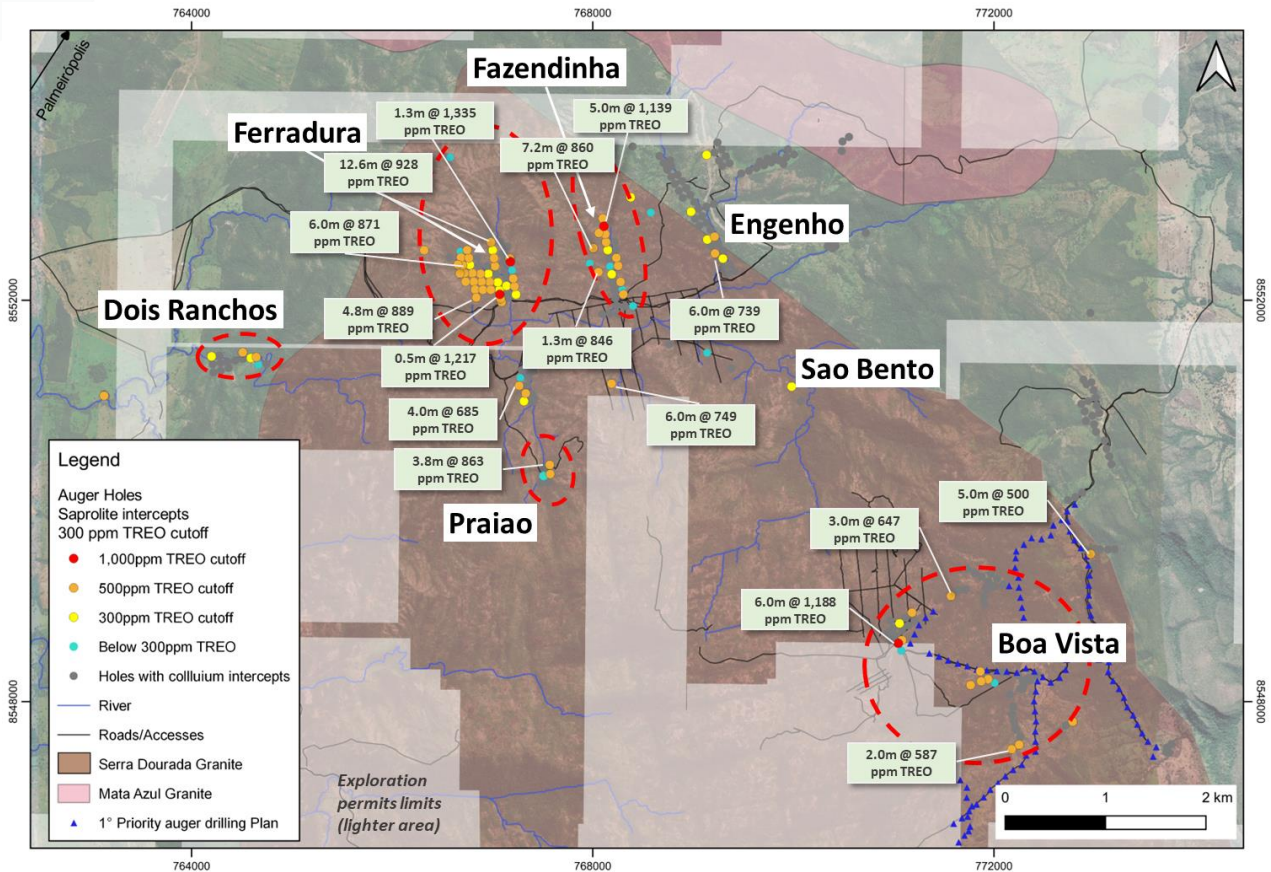 764000
768000
772000
Palmeirópolis
Fazendinha
1.3m @ 1,335
ppm TREO
5.0m @ 1,139
ppm TREO
Ferradura
7.2m @ 860
ppm TREO
12.6m @ 928
ppm TREO
6.0m @ 871
ppm TREO
Engenho
8552000
8552000
Dois Ranchos
4.8m @ 889
ppm TREO
6.0m @ 739
ppm TREO
1.3m @ 846
ppm TREO
0.5m @ 1,217
ppm TREO
Sao Bento
4.0m @ 685
ppm TREO
6.0m @ 749
ppm TREO
3.8m @ 863
ppm TREO
Praiao
5.0m @ 500
ppm TREO
3.0m @ 647
ppm TREO
6.0m @ 1,188
ppm TREO
Boa Vista
8548000
8548000
2.0m @ 587
ppm TREO
Legend
Auger Holes
Saprolite intercepts
300 ppm TREO cutoff
1,000ppm TREO cutoff
500ppm TREO cutoff
300ppm TREO cutoff
Below 300ppm TREO
Holes with collluium intercepts
River
Roads/Accesses
Serra Dourada Granite
Mata Azul Granite
1° Priority auger drilling Plan
Exploration
permits limits
(lighter area)
0 1 2 km
764000
768000
772000